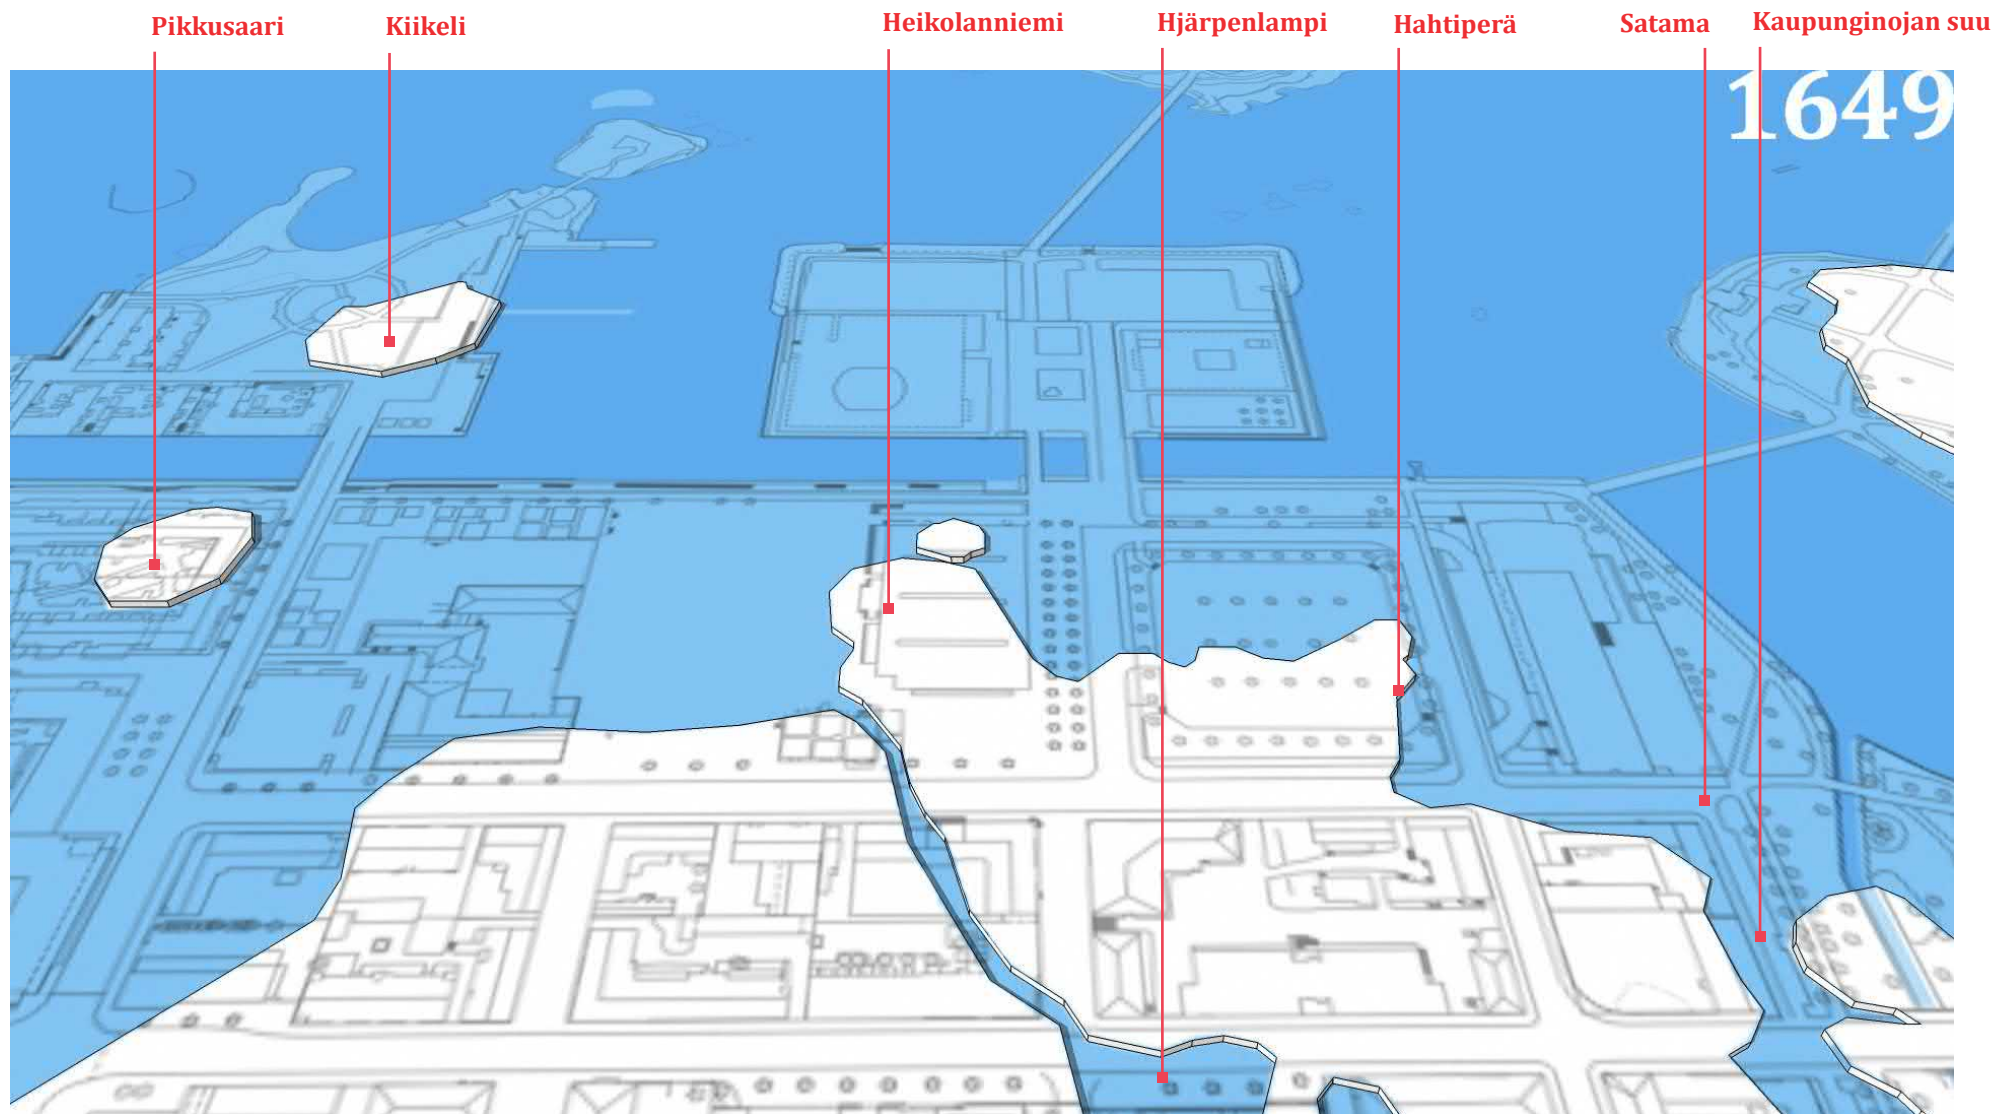 Pikkusaari
Kiikeli
Heikolanniemi
Hjärpenlampi
Hahtiperä
Satama
Kaupunginojan suu
1649